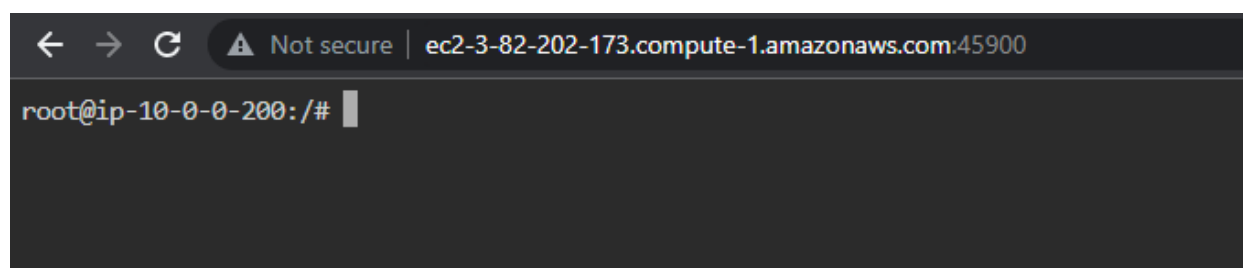 Not secure | ec2-3-82-202-173.compute-1.amazonaws.com:45900
root@ip-10-0-0-200:/#